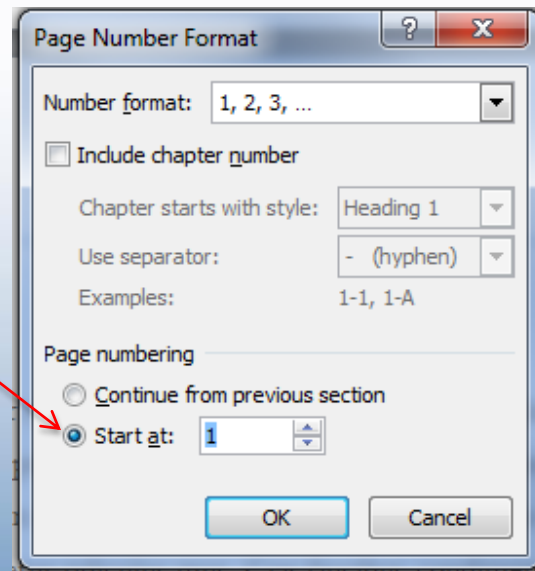 Page Number Format
Number format: 1, 2, 3, ...
Include chapter number
Chapter starts with style: Heading 1
Use separator: - (hyphen)
Examples: 1-1, 1-A
Page numbering
Continue from previous section
Start at: 1
OK Cancel